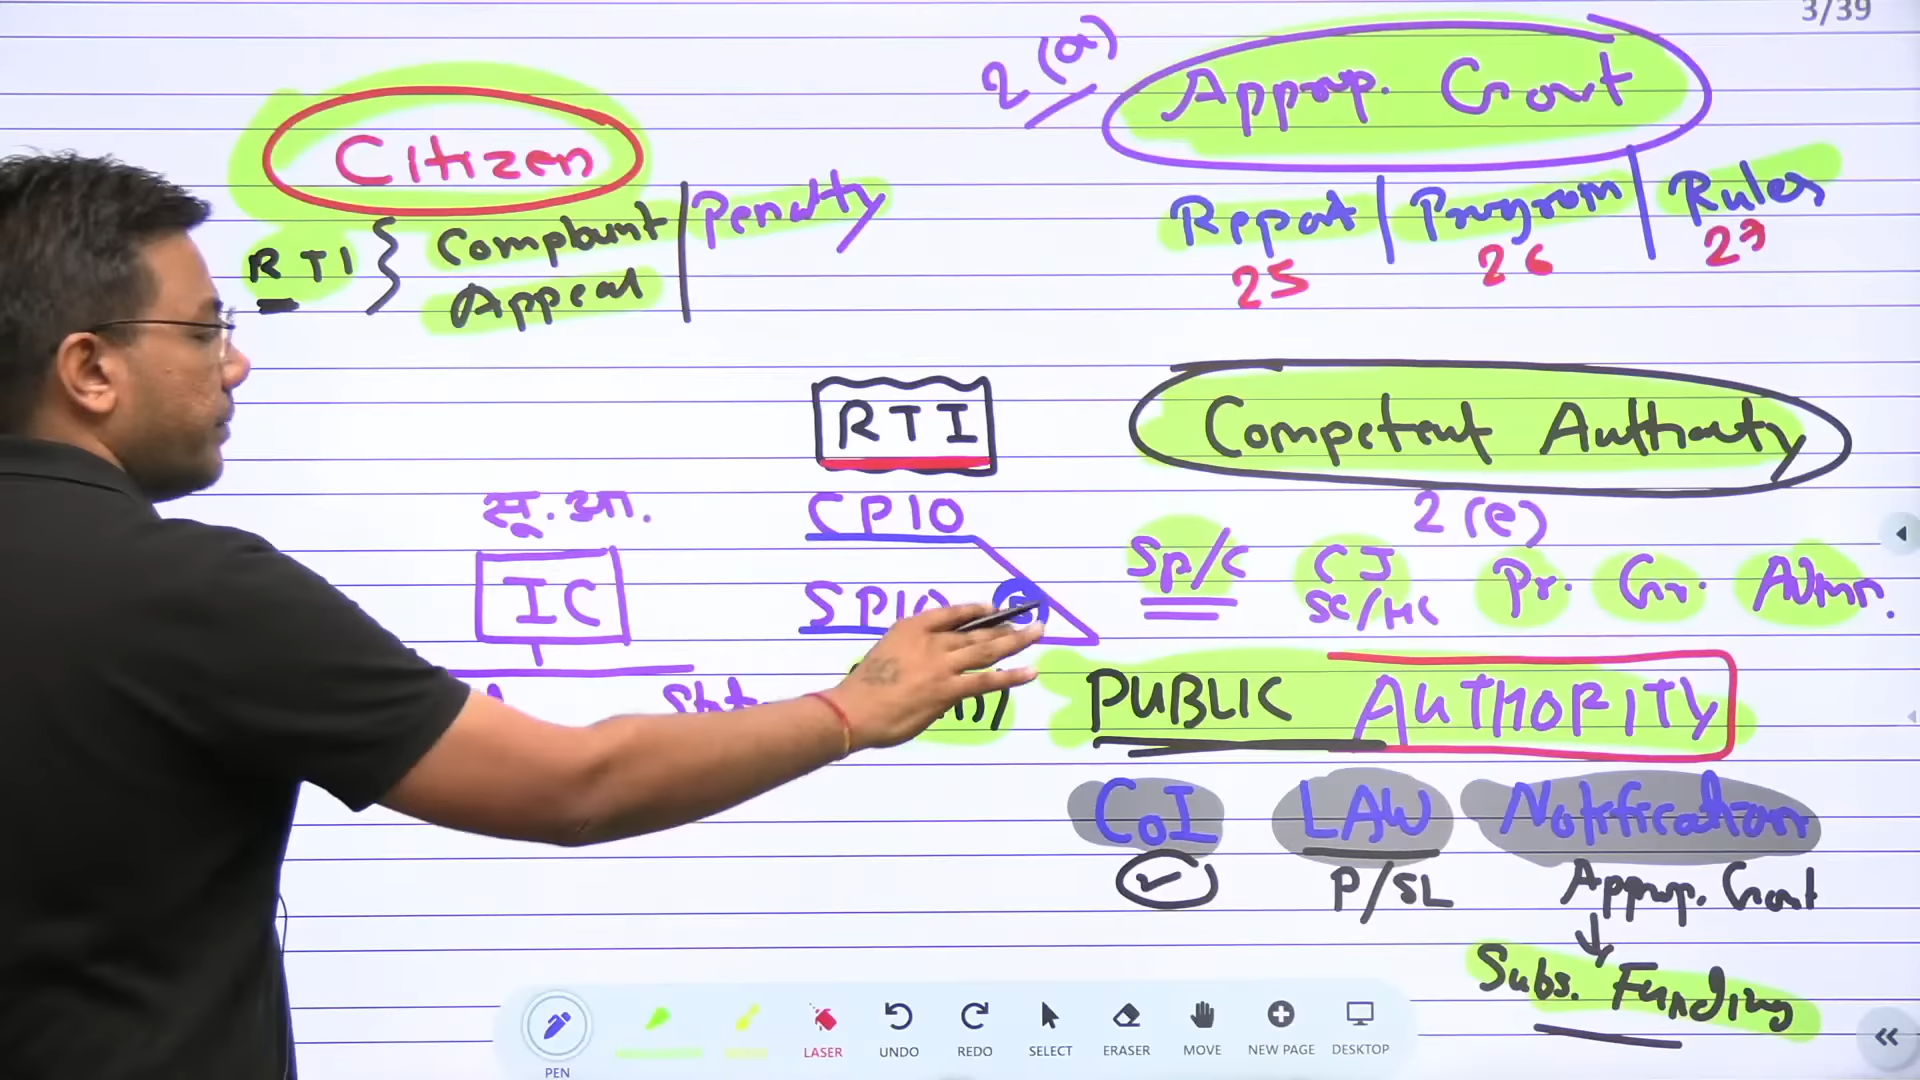 3/39
2(a) Approp. Govt
Citizen
RTI } Complaint Appeal | Penalty
Report | Program | Rules
25 26 27
RTI
Competent Authority
2(e)
सू. आ.
IC
CPIO
SPIO 5
Sp/C CJ SC/HC Pr. Gr. Admn.
PUBLIC AUTHORITY
CoI LAW Notification
P/SL Approp. Govt
Subs. Funding
PEN LASER UNDO REDO SELECT ERASER MOVE NEW PAGE DESKTOP